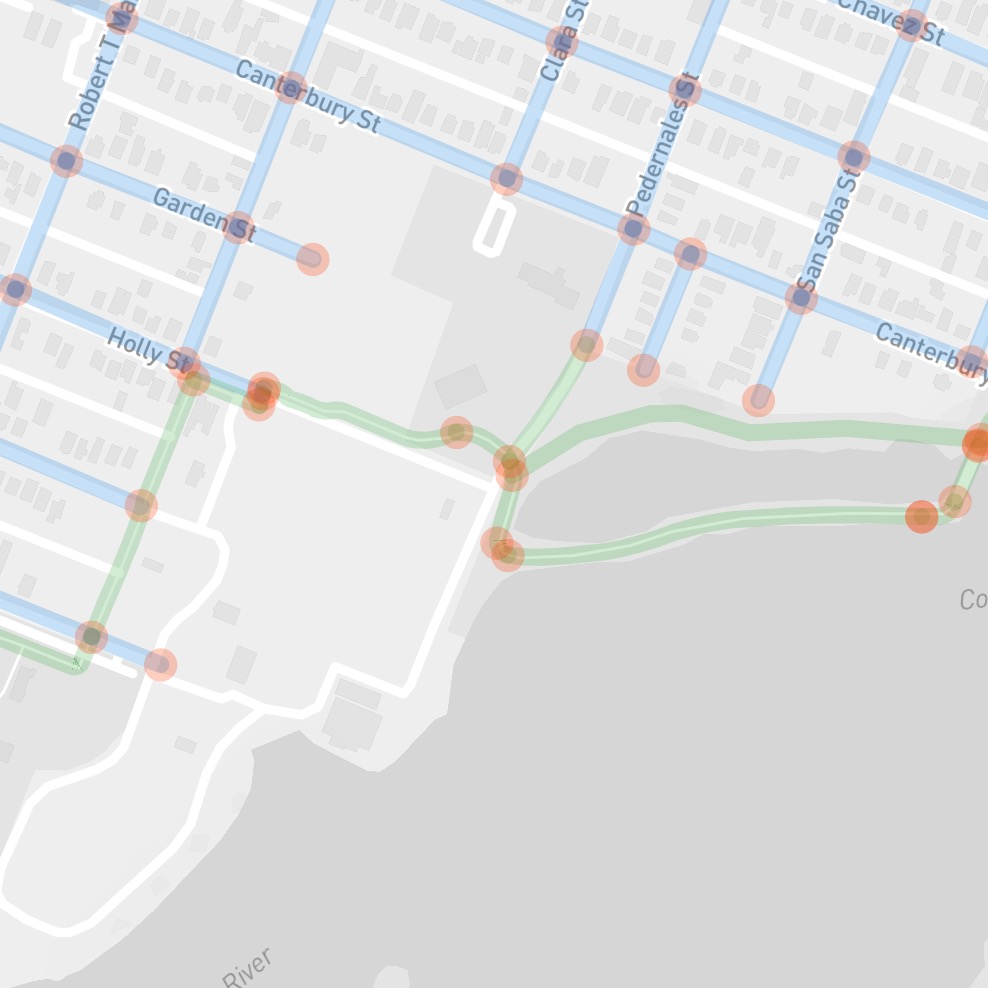 Robert T Ma
Canterbury St
Clara St
Chavez St
Pedernales St
Garden St
San Saba St
Holly St
Canterbury
Co
River